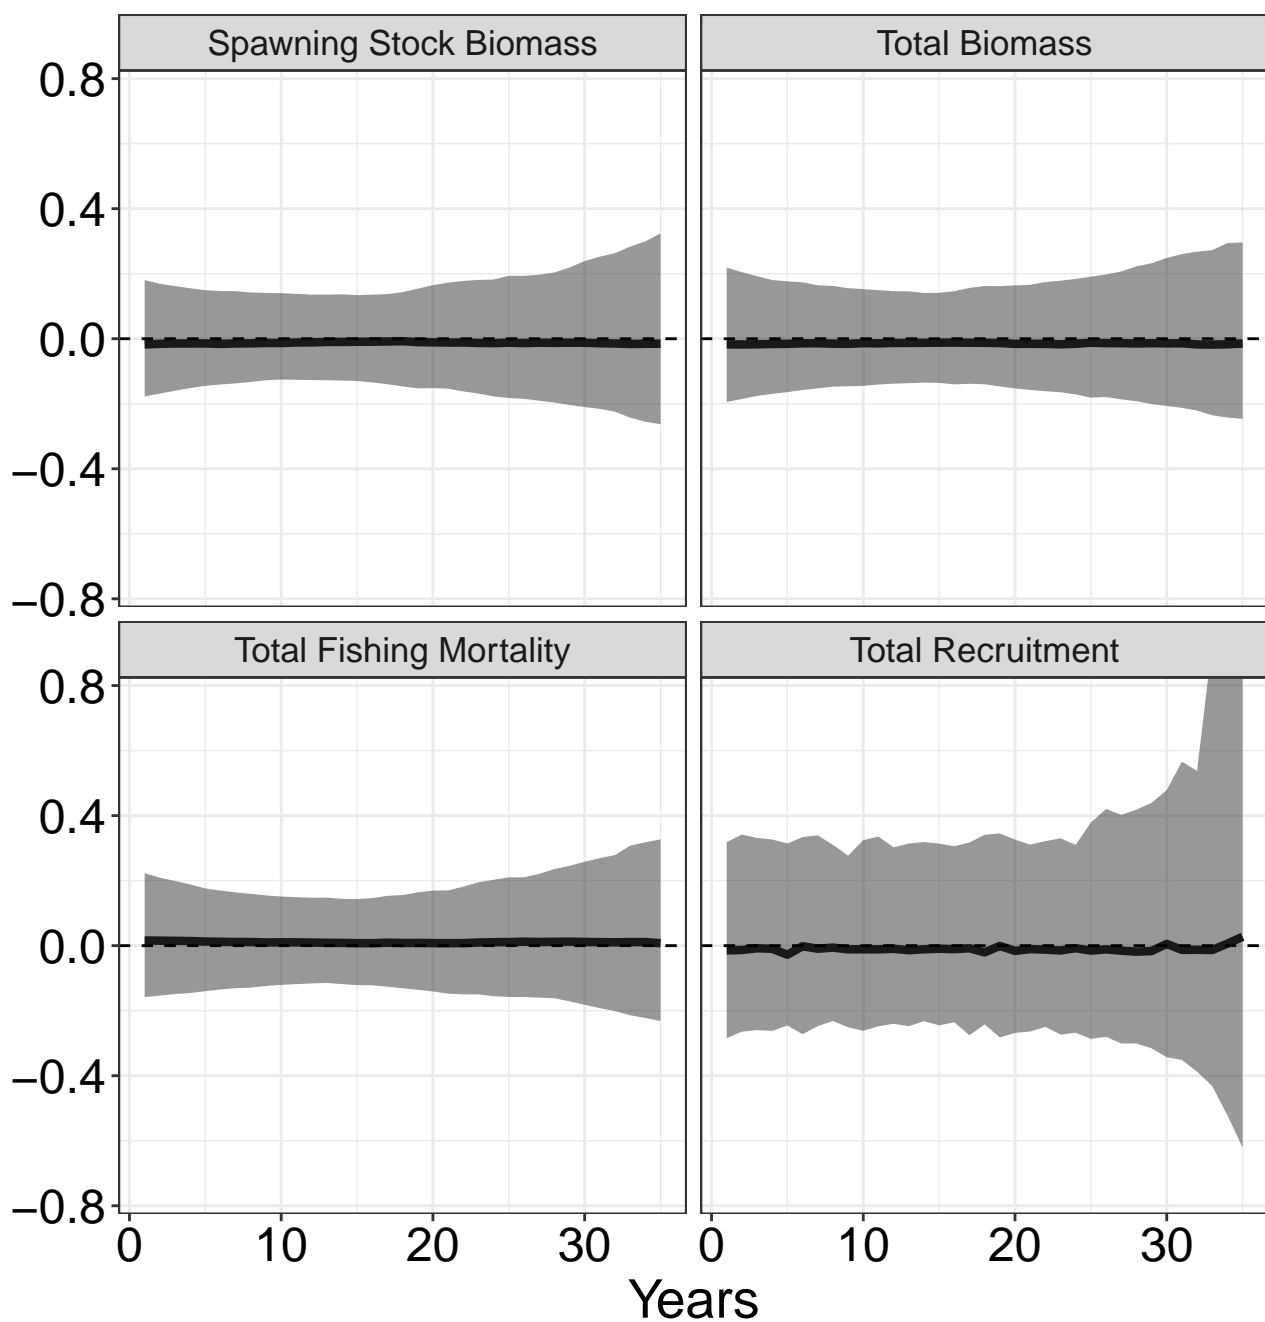 Spawning Stock Biomass
Total Biomass
0.8
0.4
0.0
−0.4
−0.8
Total Fishing Mortality
Total Recruitment
0.8
0.4
0.0
−0.4
−0.8
0 10 20 30
0 10 20 30
Years